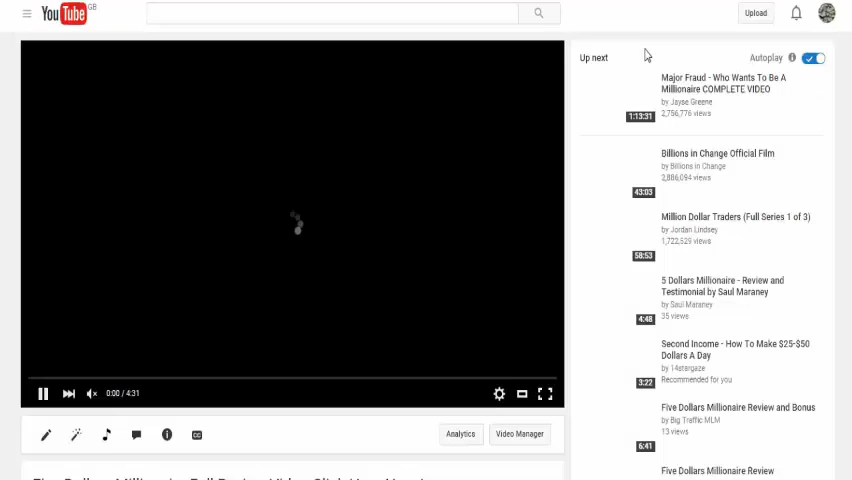 YouTube GB
Upload
Up next
Autoplay
Major Fraud - Who Wants To Be A
Millionaire COMPLETE VIDEO
by Jayse Greene
2,756,776 views
1:13:31
Billions in Change Official Film
by Billions in Change
2,886,094 views
43:03
Million Dollar Traders (Full Series 1 of 3)
by Jordan Lindsey
1,722,529 views
58:53
5 Dollars Millionaire - Review and
Testimonial by Saul Maraney
by Saul Maraney
35 views
4:48
Second Income - How To Make $25-$50
Dollars A Day
by 14stargaze
Recommended for you
3:22
Five Dollars Millionaire Review and Bonus
by Big Traffic MLM
13 views
6:41
Five Dollars Millionaire Review
0:00 / 4:31
CC
Analytics
Video Manager